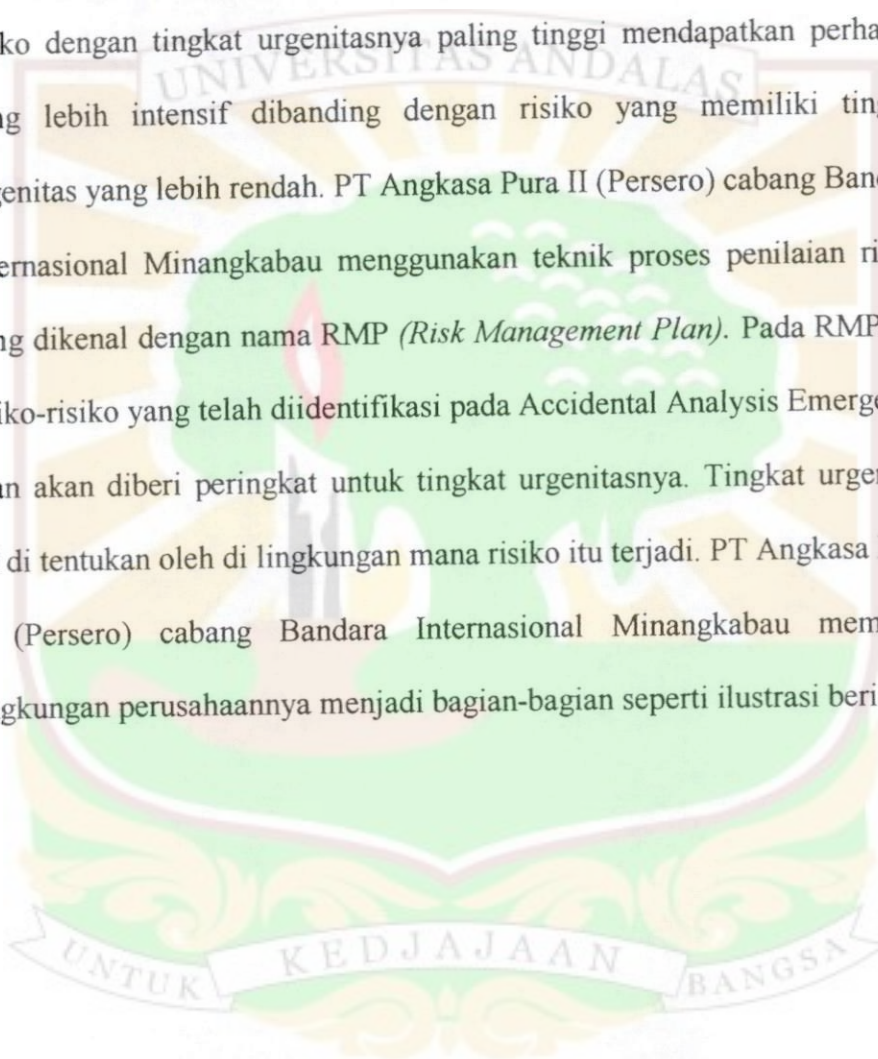 ko dengan tingkat urgenitasnya paling tinggi mendapatkan perha
UNIVERSITAS ANDALAS
g lebih intensif dibanding dengan risiko yang memiliki ting
enitas yang lebih rendah. PT Angkasa Pura II (Persero) cabang Ban
ernasional Minangkabau menggunakan teknik proses penilaian ri
ng dikenal dengan nama RMP (Risk Management Plan). Pada RMP
iko-risiko yang telah diidentifikasi pada Accidental Analysis Emerge
n akan diberi peringkat untuk tingkat urgenitasnya. Tingkat urge
di tentukan oleh di lingkungan mana risiko itu terjadi. PT Angkasa
(Persero) cabang Bandara Internasional Minangkabau mem
gkungan perusahaannya menjadi bagian-bagian seperti ilustrasi beri
UNTUK KEDJAJAAN BANGSA